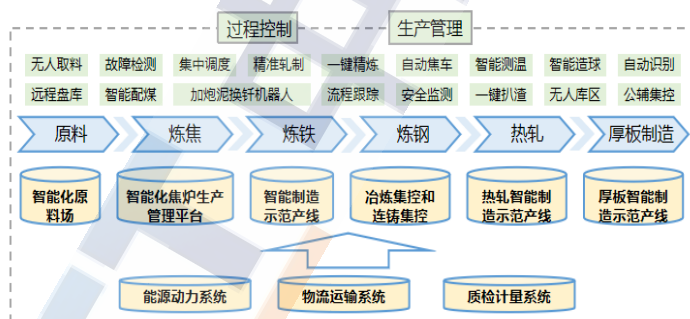 过程控制 生产管理
无人取料 故障检测 集中调度 精准轧制 一键精炼 自动焦车 智能测温 智能造球 自动识别
远程盘库 智能配煤 加炮泥换钎机器人 流程跟踪 安全监测 一键扒渣 无人库区 公辅集控
原料 炼焦 炼铁 炼钢 热轧 厚板制造
智能化原 智能化焦炉生产 智能制造 冶炼集控和 热轧智能制 厚板智能制
料场 管理平台 示范产线 连铸集控 造示范产线 造示范产线
能源动力系统 物流运输系统 质检计量系统